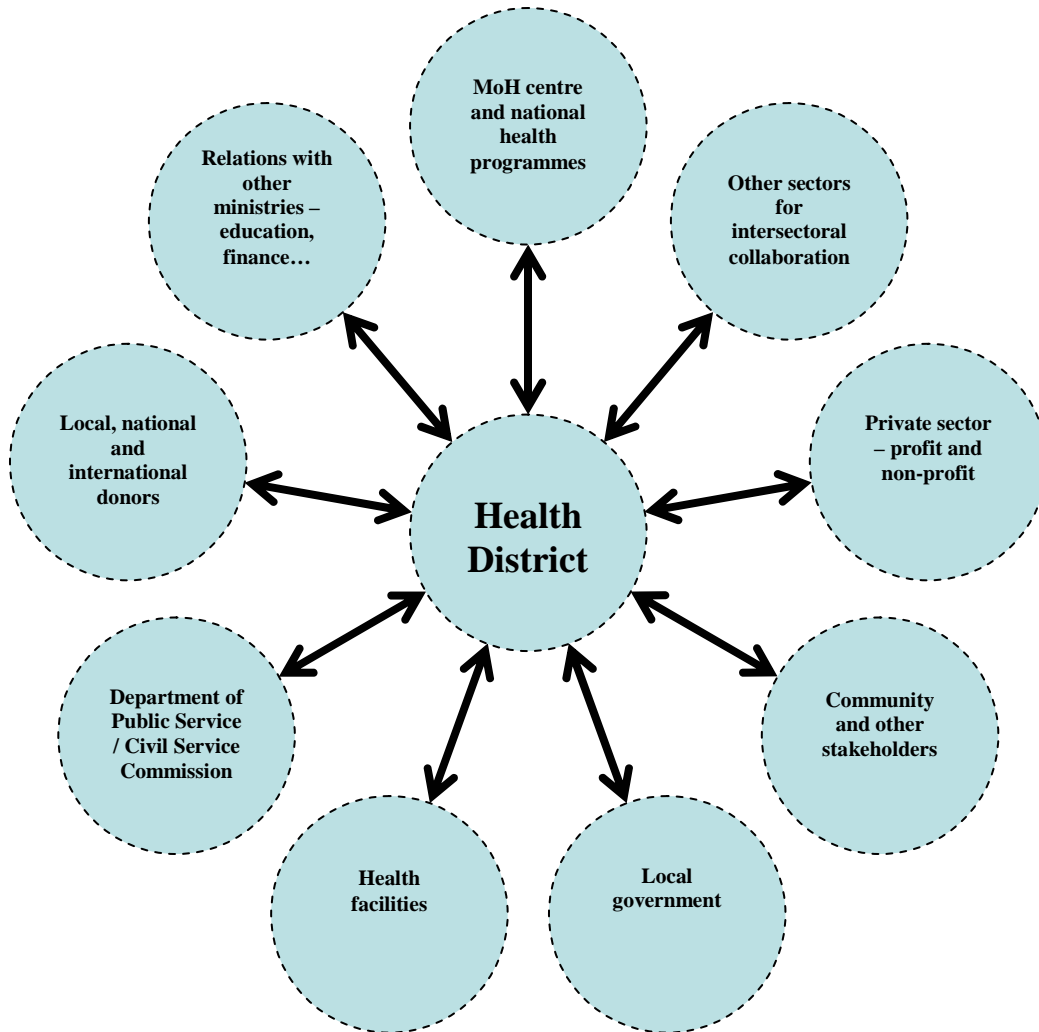 MoH centre
and national
health
programmes
Relations with
other
ministries –
education,
finance…
Other sectors
for
intersectoral
collaboration
Local, national
and
international
donors
Private sector
– profit and
non-profit
Health
District
Department of
Public Service
/ Civil Service
Commission
Community
and other
stakeholders
Health
facilities
Local
government